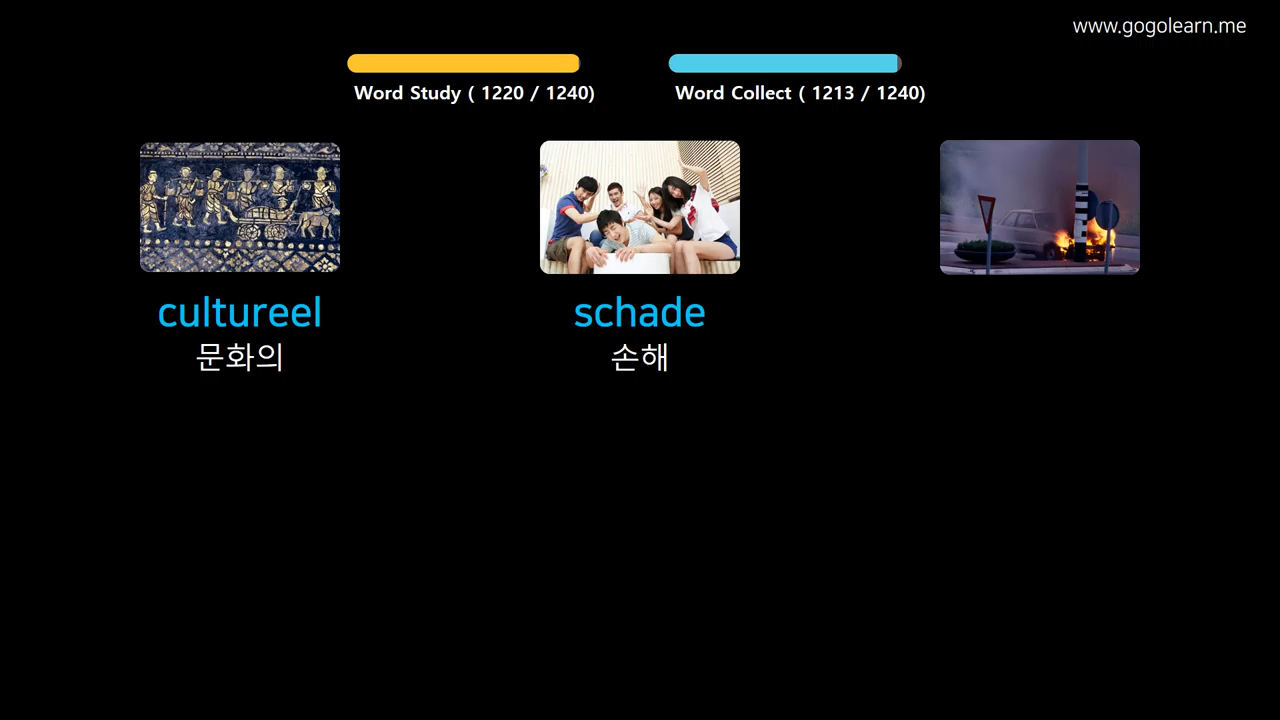 www.gogolearn.me
Word Study ( 1220 / 1240)
Word Collect ( 1213 / 1240)
cultureel
문화의
schade
손해